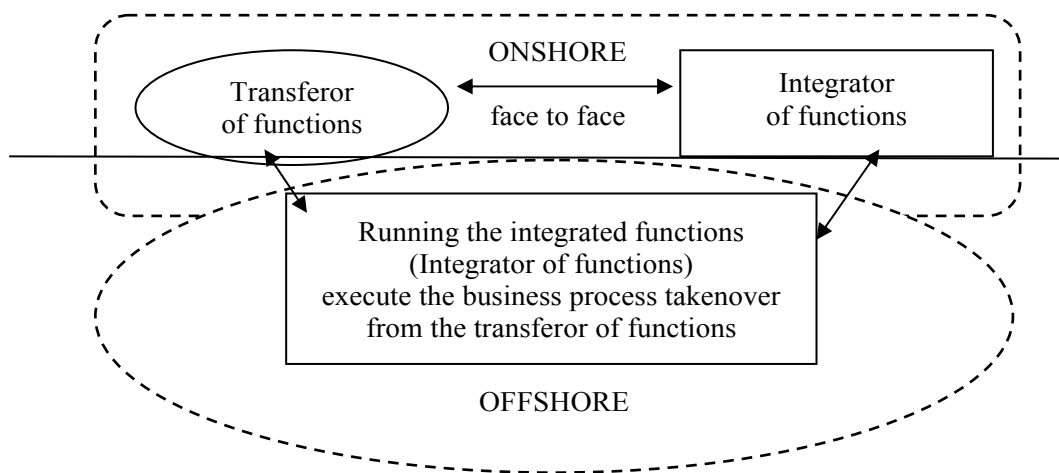 ONSHORE
Transferor
of functions
face to face
Integrator
of functions
Running the integrated functions
(Integrator of functions)
execute the business process takenover
from the transferor of functions
OFFSHORE